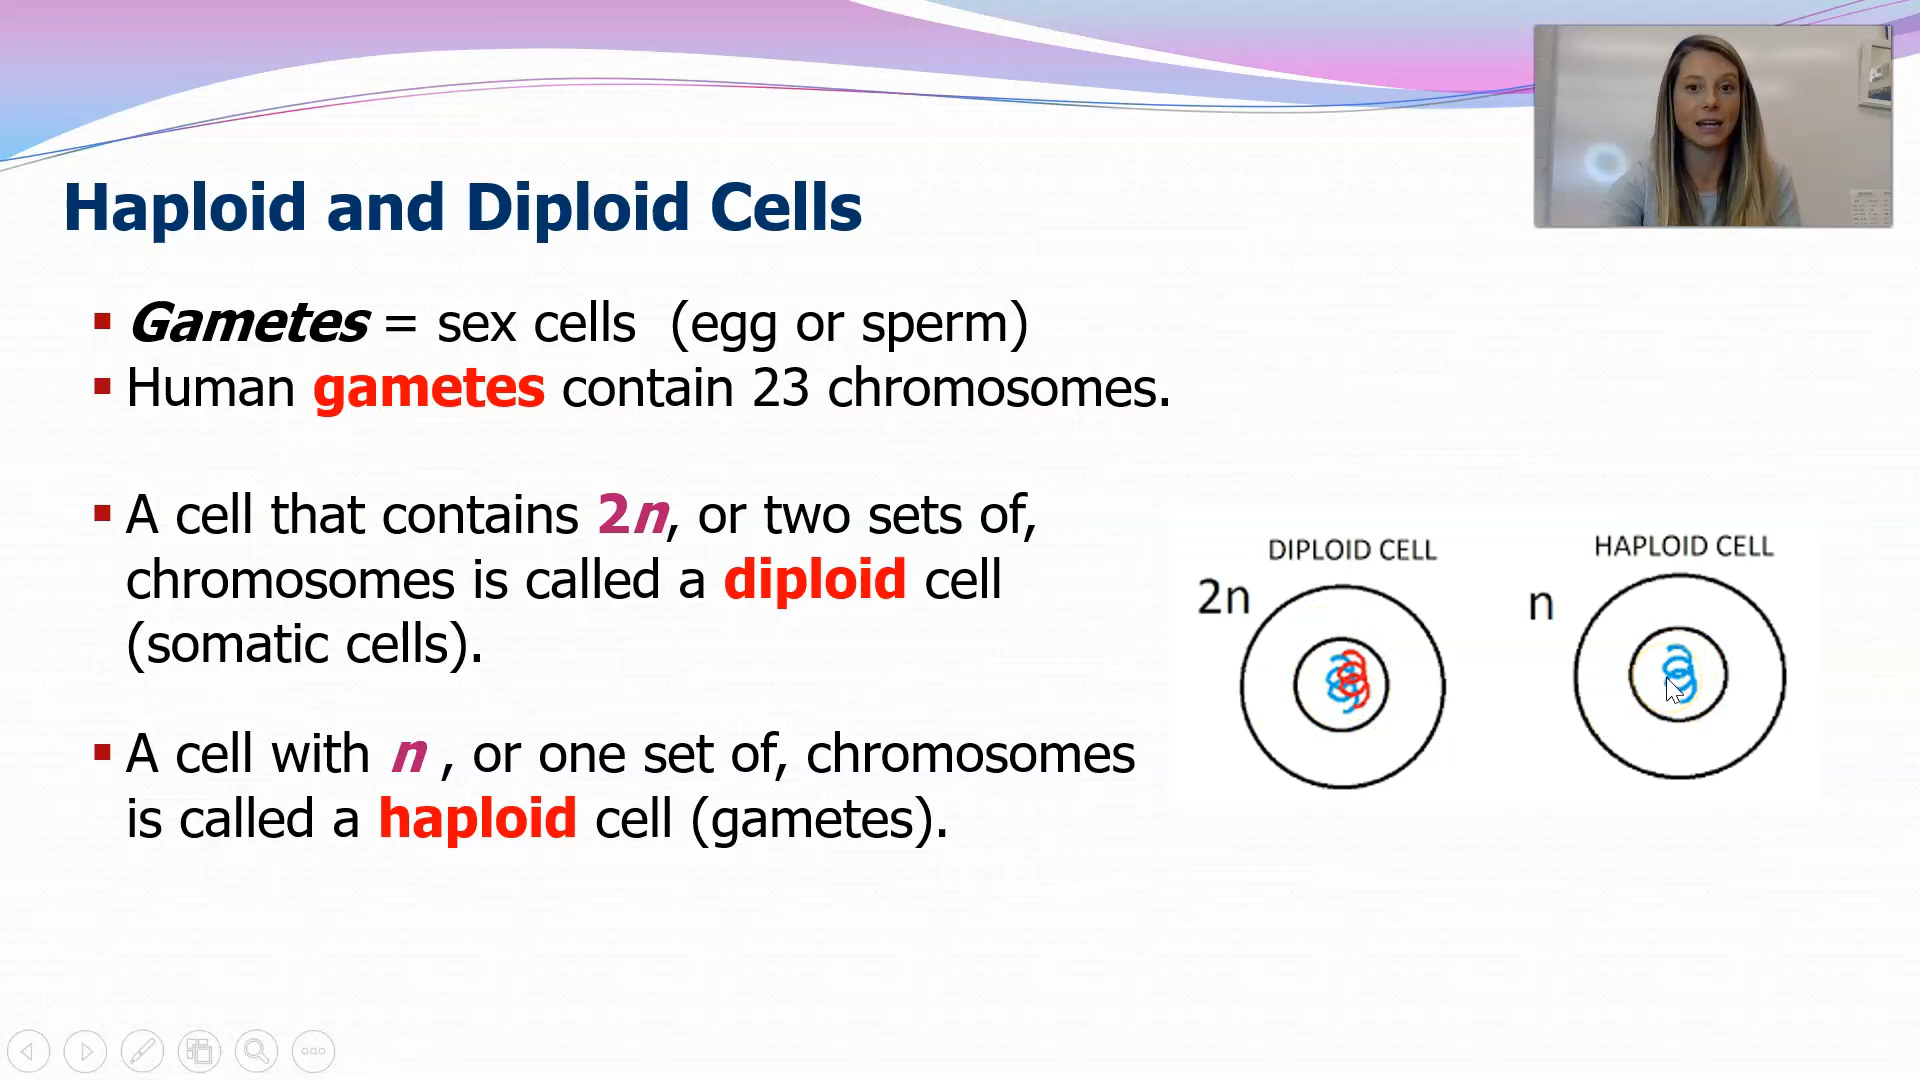 Haploid and Diploid Cells
Gametes = sex cells (egg or sperm)
Human gametes contain 23 chromosomes.
A cell that contains 2n, or two sets of,
chromosomes is called a diploid cell
(somatic cells).
A cell with n , or one set of, chromosomes
is called a haploid cell (gametes).
DIPLOID CELL
2n
HAPLOID CELL
n